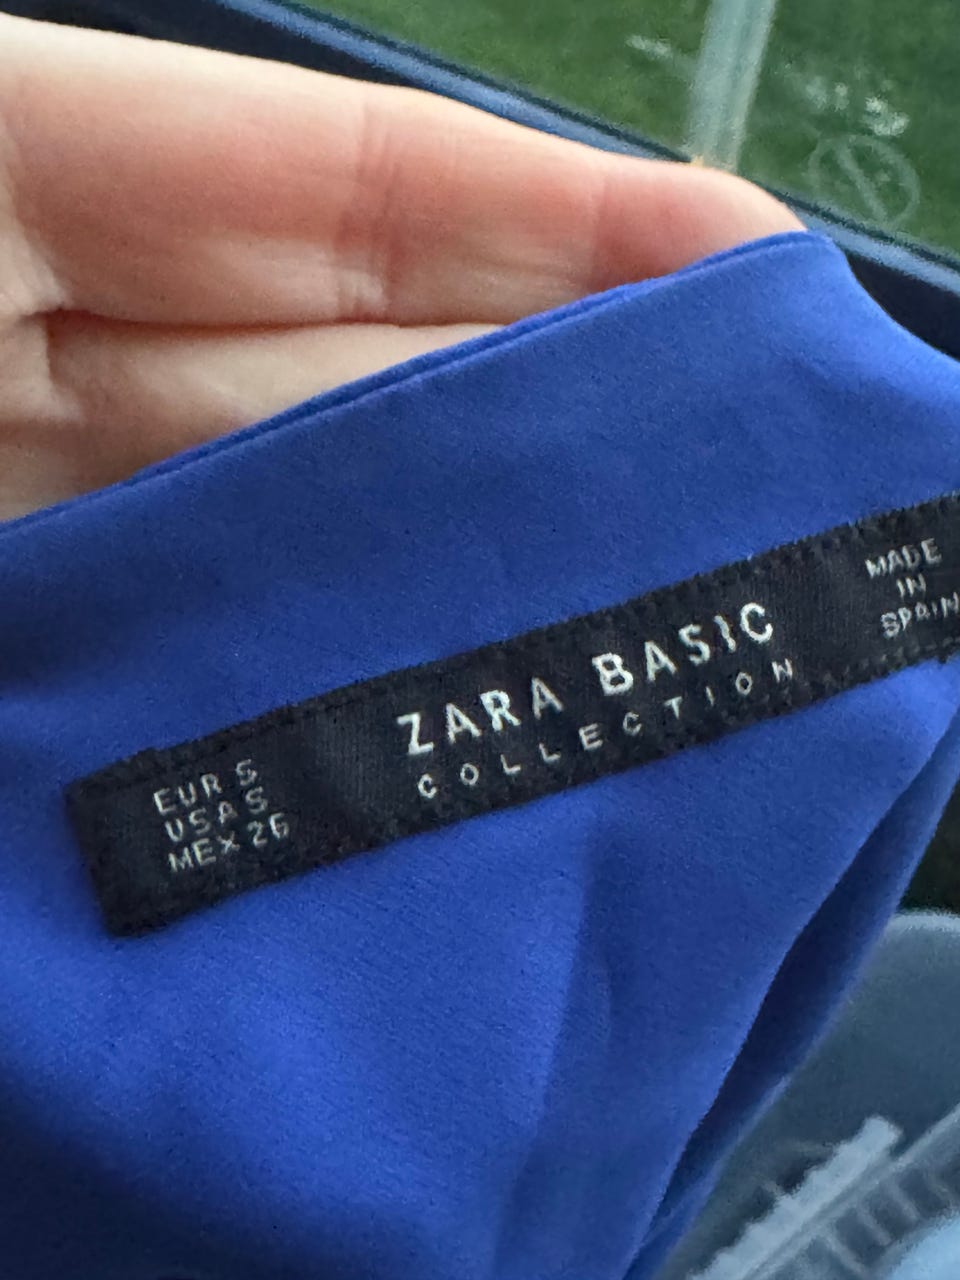 EUR S
USA S
MEX 26
ZARA BASIC
COLLECTION
MADE
IN
SPAIN